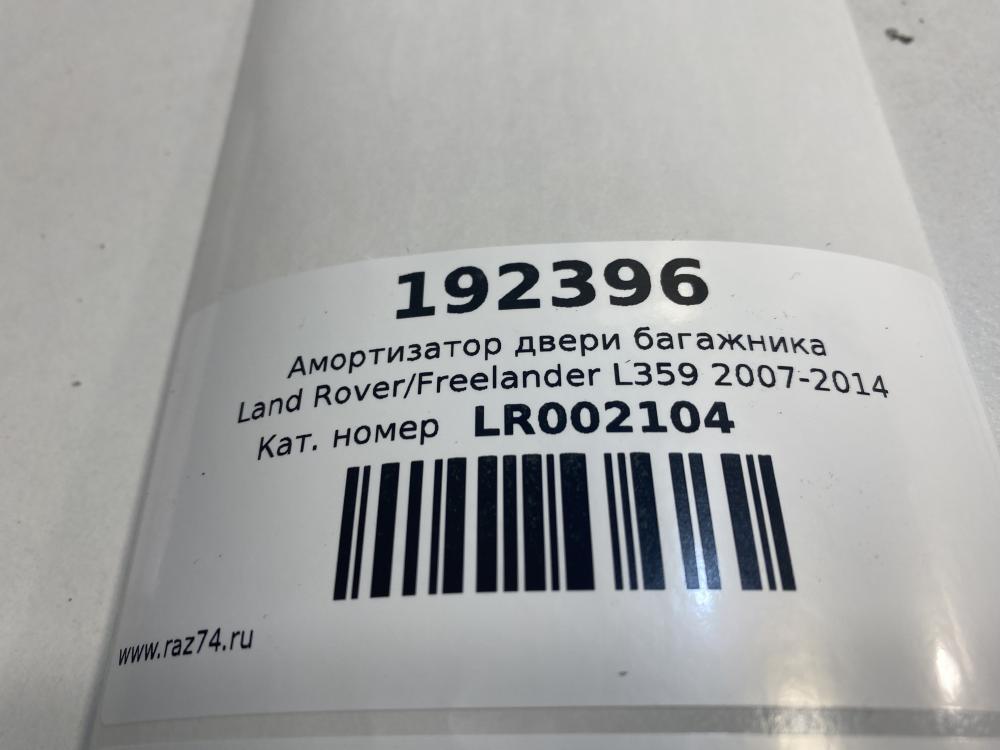 192396
Амортизатор двери багажника
Land Rover/Freelander L359 2007-2014
Кат. номер LR002104
www.raz74.ru